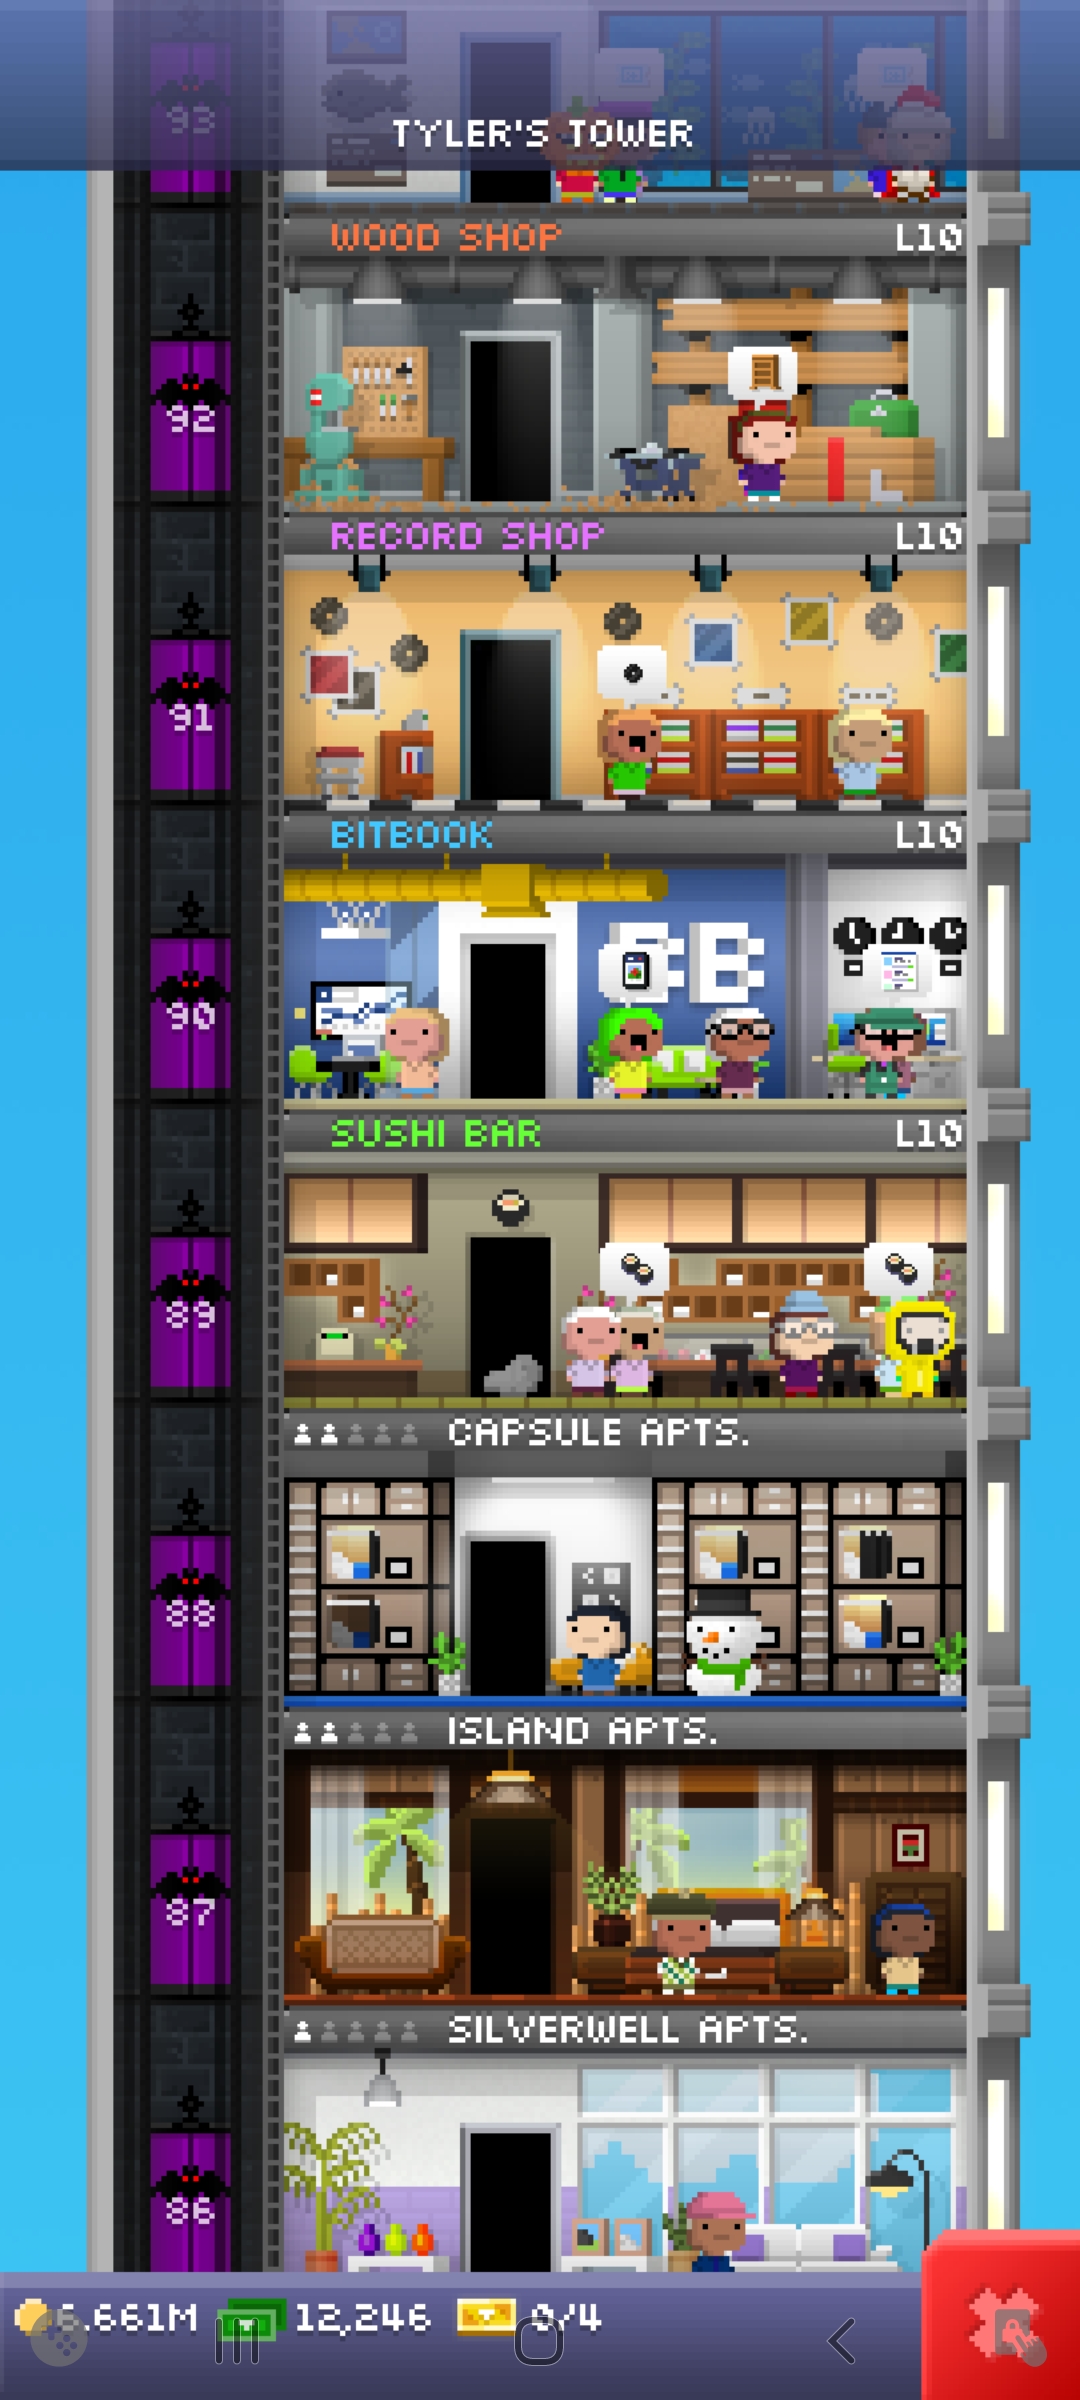 93
TYLER'S TOWER
WOOD SHOP L10
92
RECORD SHOP L10
91
BITBOOK L10
90
SUSHI BAR L10
89
CAPSULE APTS.
88
ISLAND APTS.
87
SILVERWELL APTS.
86
6.661M 12,246 0/4